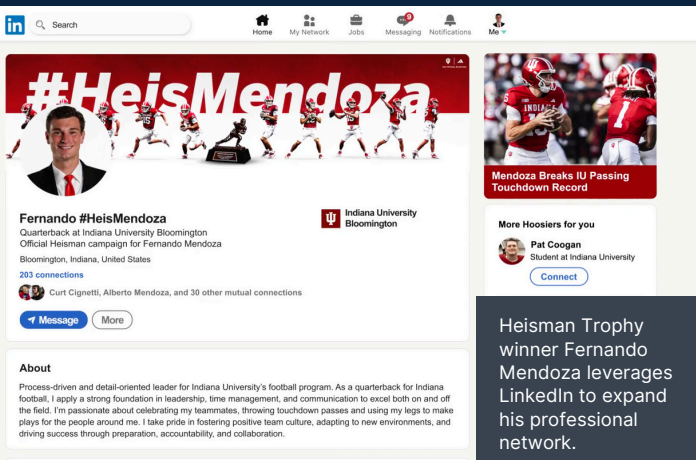 in
Search
Home
My Network
Jobs
9
Messaging
Notifications
Me
#HeisMendoza
Fernando #HeisMendoza
Quarterback at Indiana University Bloomington
Official Heisman campaign for Fernando Mendoza
Bloomington, Indiana, United States
203 connections
Curt Cignetti, Alberto Mendoza, and 30 other mutual connections
Message
More
Indiana University
Bloomington
About
Process-driven and detail-oriented leader for Indiana University's football program. As a quarterback for Indiana
football, I apply a strong foundation in leadership, time management, and communication to excel both on and off
the field. I'm passionate about celebrating my teammates, throwing touchdown passes and using my legs to make
plays for the people around me. I take pride in fostering positive team culture, adapting to new environments, and
driving success through preparation, accountability, and collaboration.
INDIANA
15
1
Mendoza Breaks IU Passing
Touchdown Record
More Hoosiers for you
Pat Coogan
Student at Indiana University
Connect
Heisman Trophy
winner Fernando
Mendoza leverages
LinkedIn to expand
his professional
network.